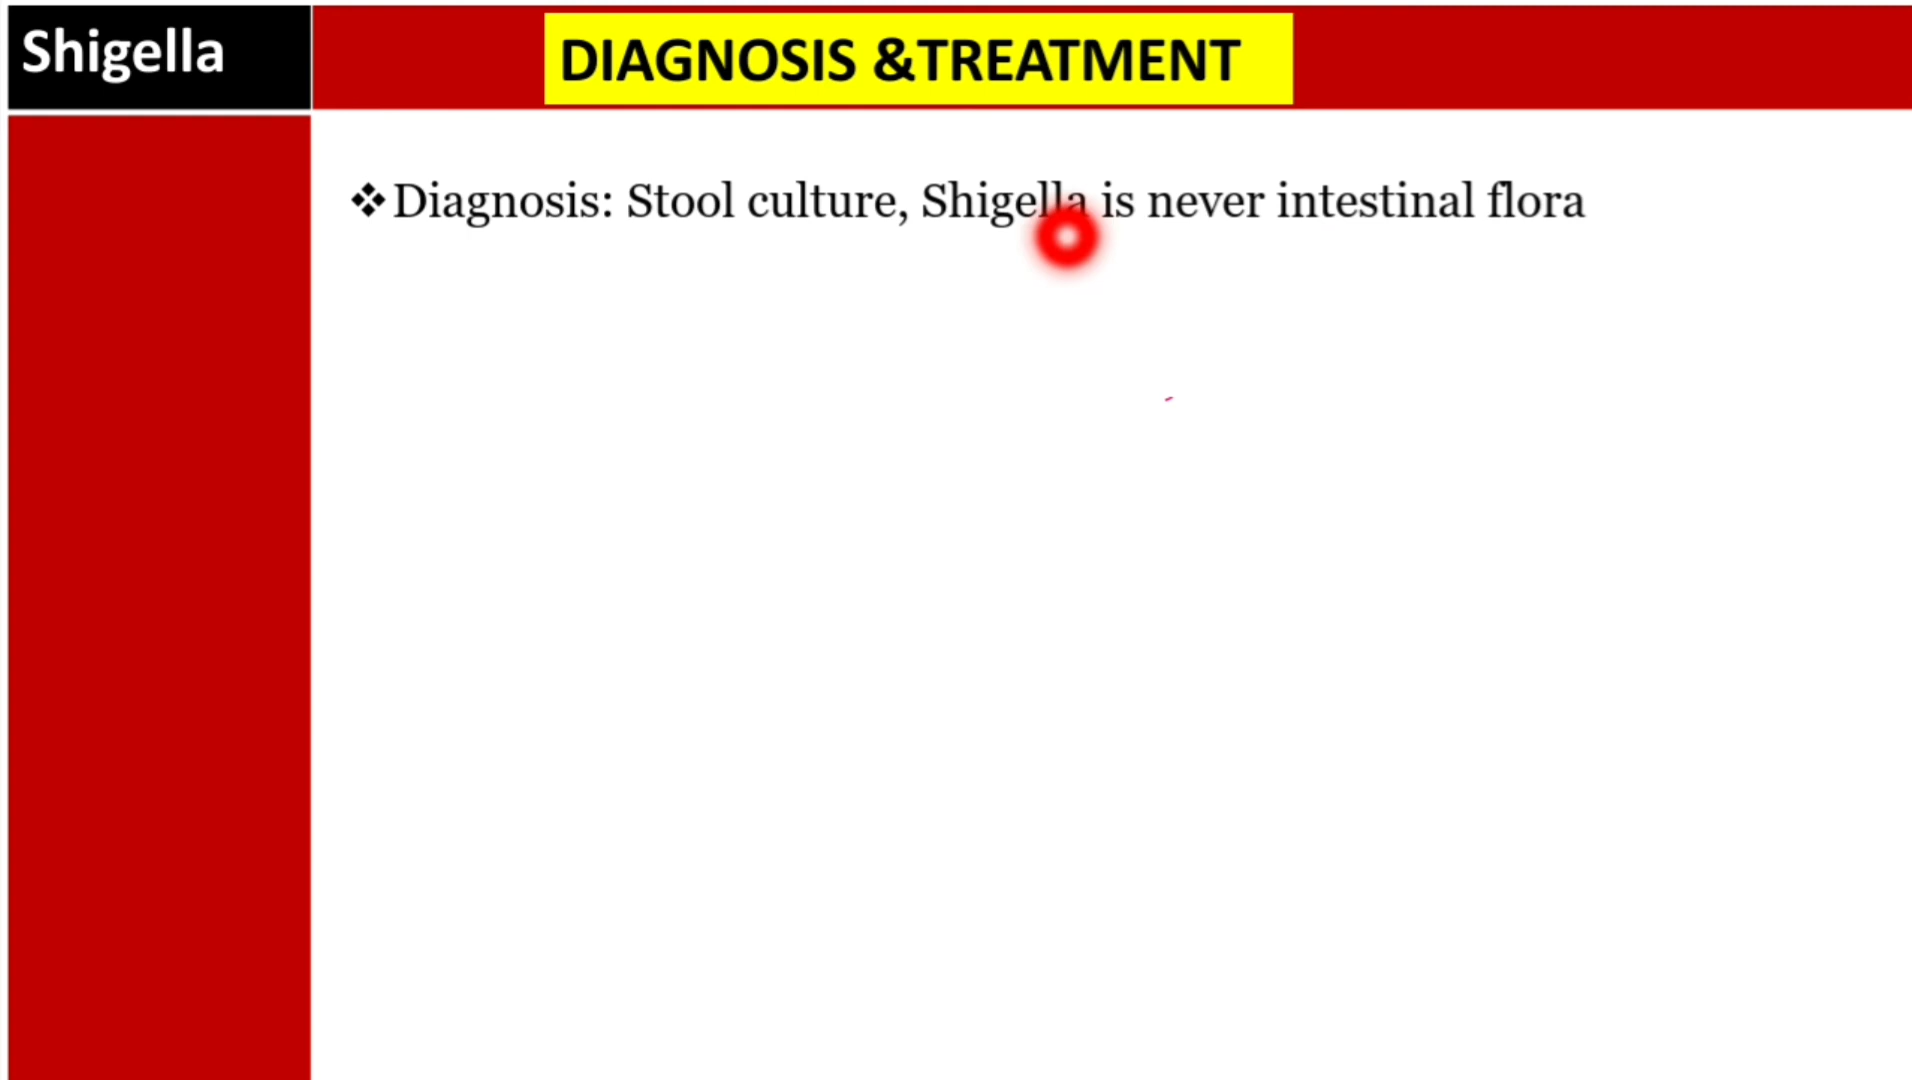 Shigella
DIAGNOSIS &TREATMENT
❖Diagnosis: Stool culture, Shigella is never intestinal flora